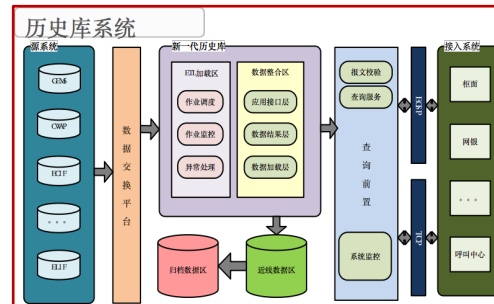 历史库系统
源系统
新一代历史库
接入系统
ETL加载区
数据整合区
报文校验
查询服务
作业调度
作业监控
异常处理
应用接口层
数据结果层
数据加载层
CWAP
ECIF
...
数据交换平台
查询前置
系统监控
TCP
柜面
网银
...
呼叫中心
归档数据区
近线数据区